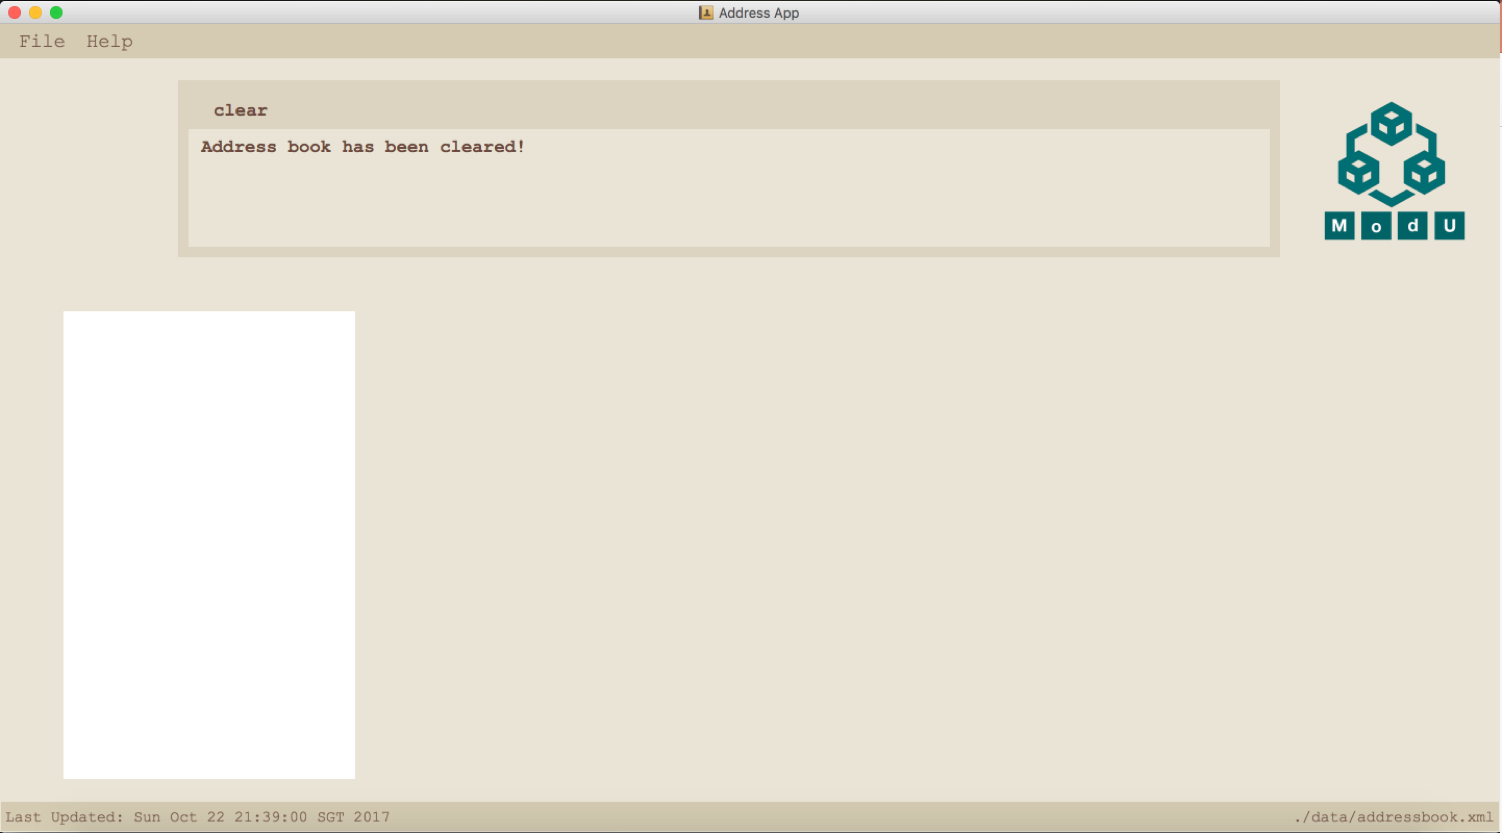 Address App
File Help
clear
Address book has been cleared!
M o d U
Last Updated: Sun Oct 22 21:39:00 SGT 2017
./data/addressbook.xml